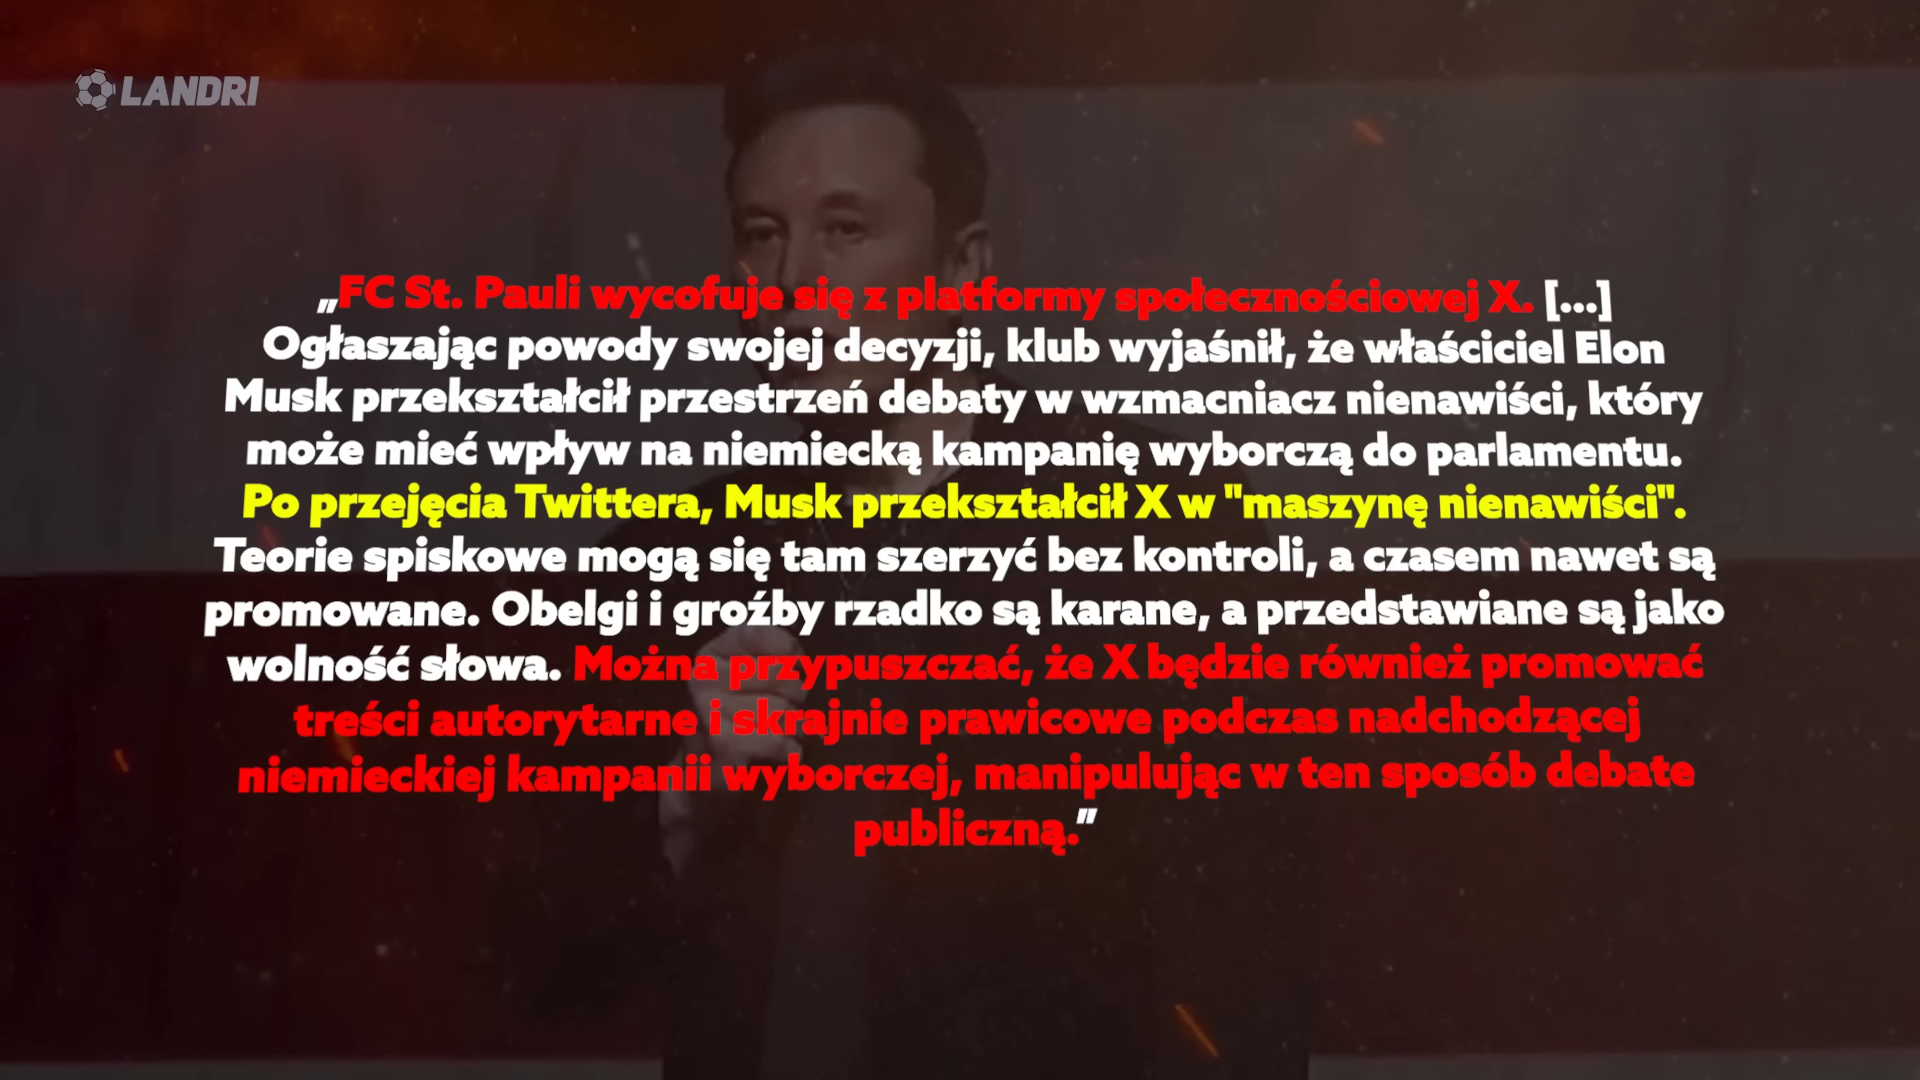 LANDRI
„FC St. Pauli wycofuje się z platformy społecznościowej X. [...]
Ogłaszając powody swojej decyzji, klub wyjaśnił, że właściciel Elon
Musk przekształcił przestrzeń debaty w wzmacniacz nienawiści, który
może mieć wpływ na niemiecką kampanię wyborczą do parlamentu.
Po przejęcia Twittera, Musk przekształcił X w "maszynę nienawiści".
Teorie spiskowe mogą się tam szerzyć bez kontroli, a czasem nawet są
promowane. Obelgi i groźby rzadko są karane, a przedstawiane są jako
wolność słowa. Można przypuszczać, że X będzie również promować
treści autorytarne i skrajnie prawicowe podczas nadchodzącej
niemieckiej kampanii wyborczej, manipulując w ten sposób debate
publiczną.”